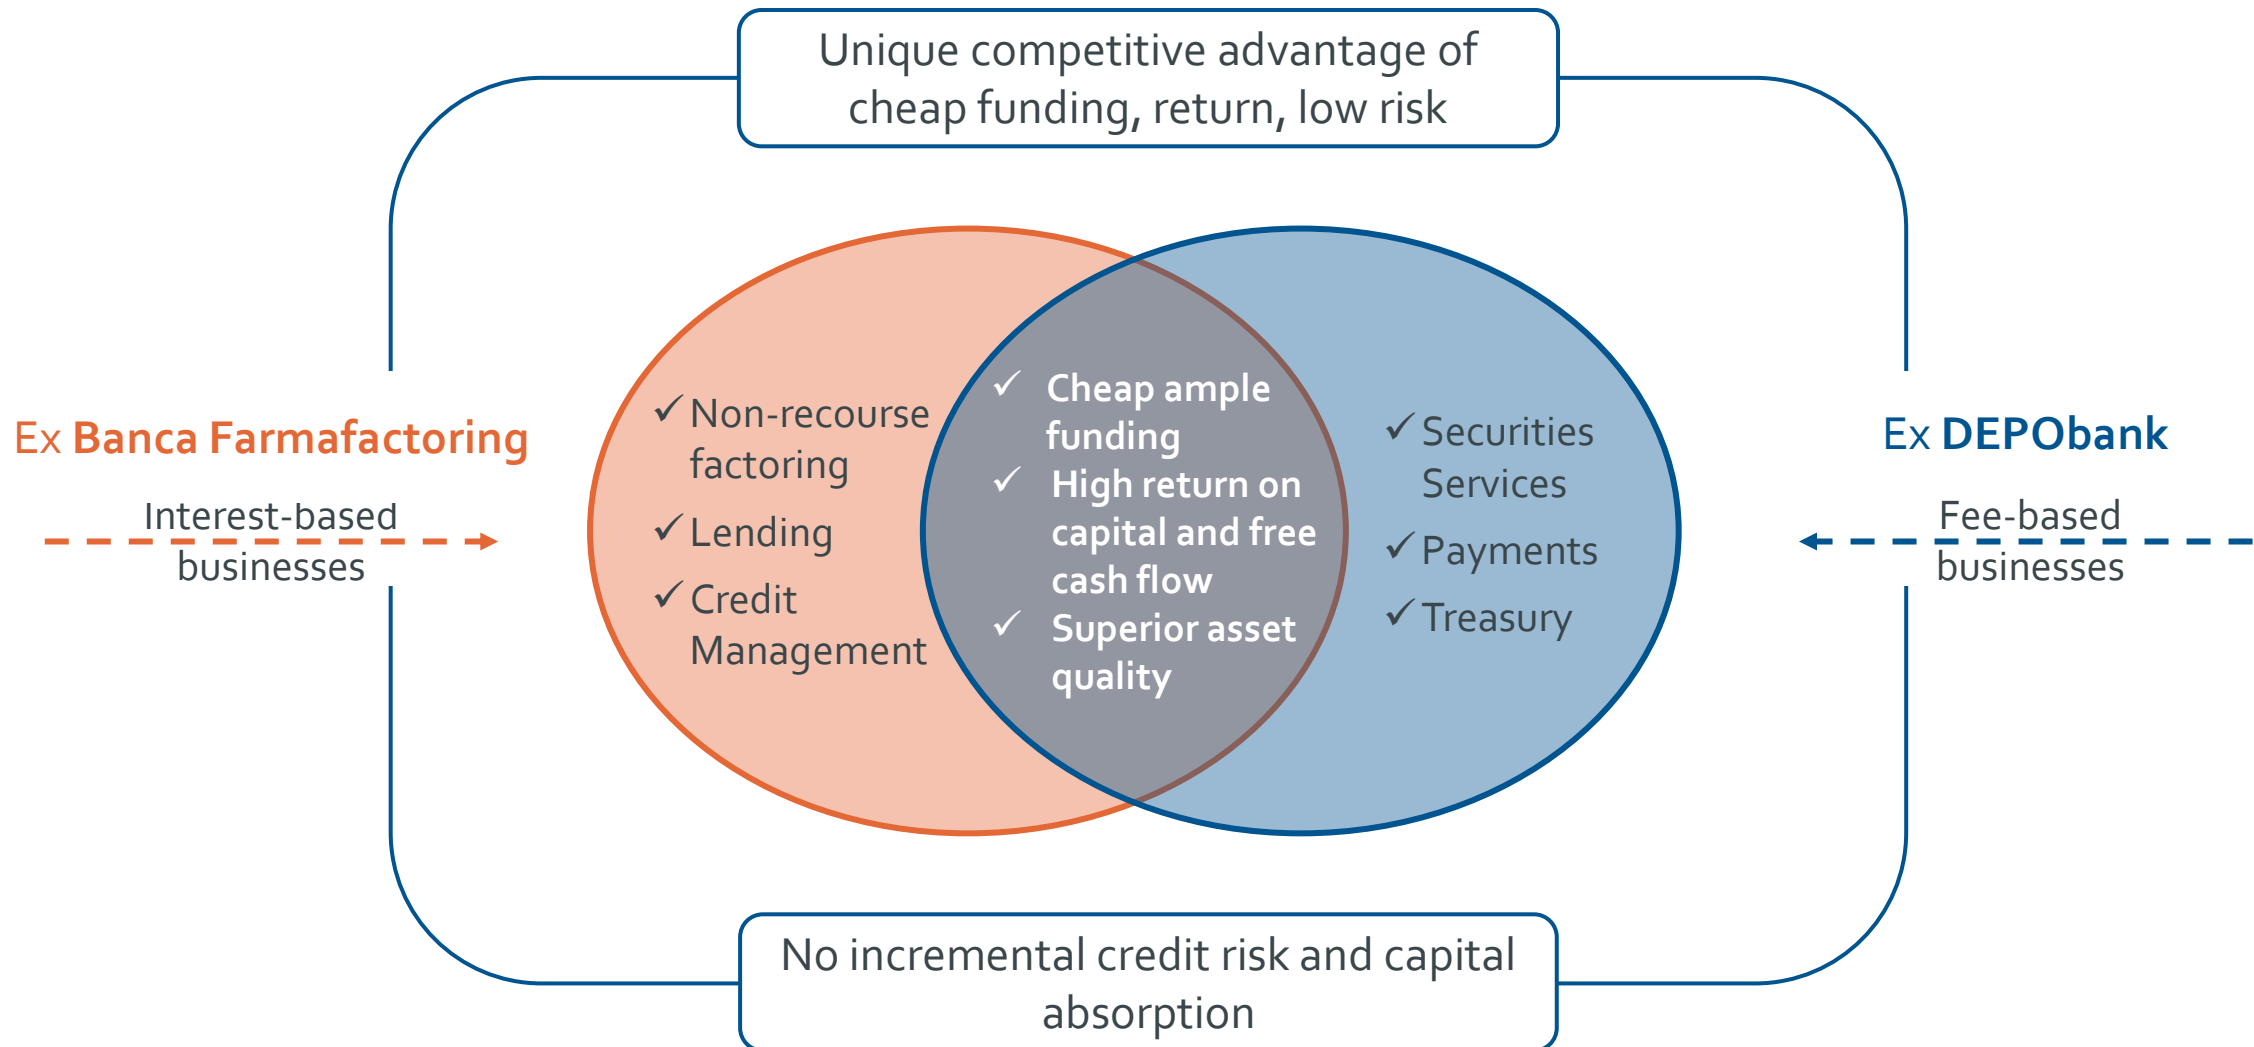 Unique competitive advantage of
cheap funding, return, low risk
Ex Banca Farmafactoring
Interest-based
businesses
✓ Non-recourse
factoring
✓ Lending
✓ Credit
Management
✓ Cheap ample
funding
✓ High return on
capital and free
cash flow
✓ Superior asset
quality
✓ Securities
Services
✓ Payments
✓ Treasury
Ex DEPObank
Fee-based
businesses
No incremental credit risk and capital
absorption